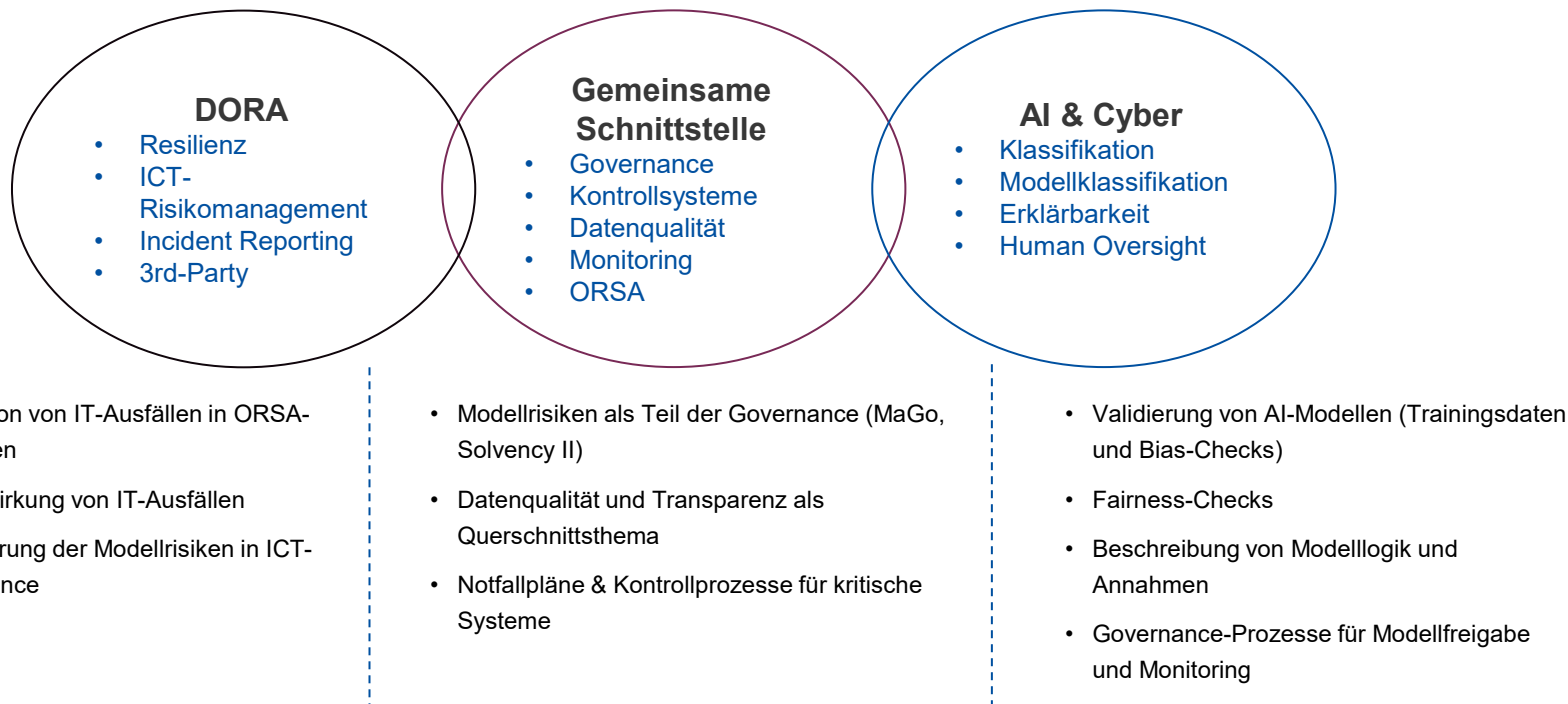 DORA
• Resilienz
• ICT-
Risikomanagement
• Incident Reporting
• 3rd-Party
Gemeinsame
Schnittstelle
• Governance
• Kontrollsysteme
• Datenqualität
• Monitoring
• ORSA
AI & Cyber
• Klassifikation
• Modellklassifikation
• Erklärbarkeit
• Human Oversight
on von IT-Ausfällen in ORSA-
en
irkung von IT-Ausfällen
rung der Modellrisiken in ICT-
nce
• Modellrisiken als Teil der Governance (MaGo,
Solvency II)
• Datenqualität und Transparenz als
Querschnittsthema
• Notfallpläne & Kontrollprozesse für kritische
Systeme
• Validierung von AI-Modellen (Trainingsdaten
und Bias-Checks)
• Fairness-Checks
• Beschreibung von Modelllogik und
Annahmen
• Governance-Prozesse für Modellfreigabe
und Monitoring